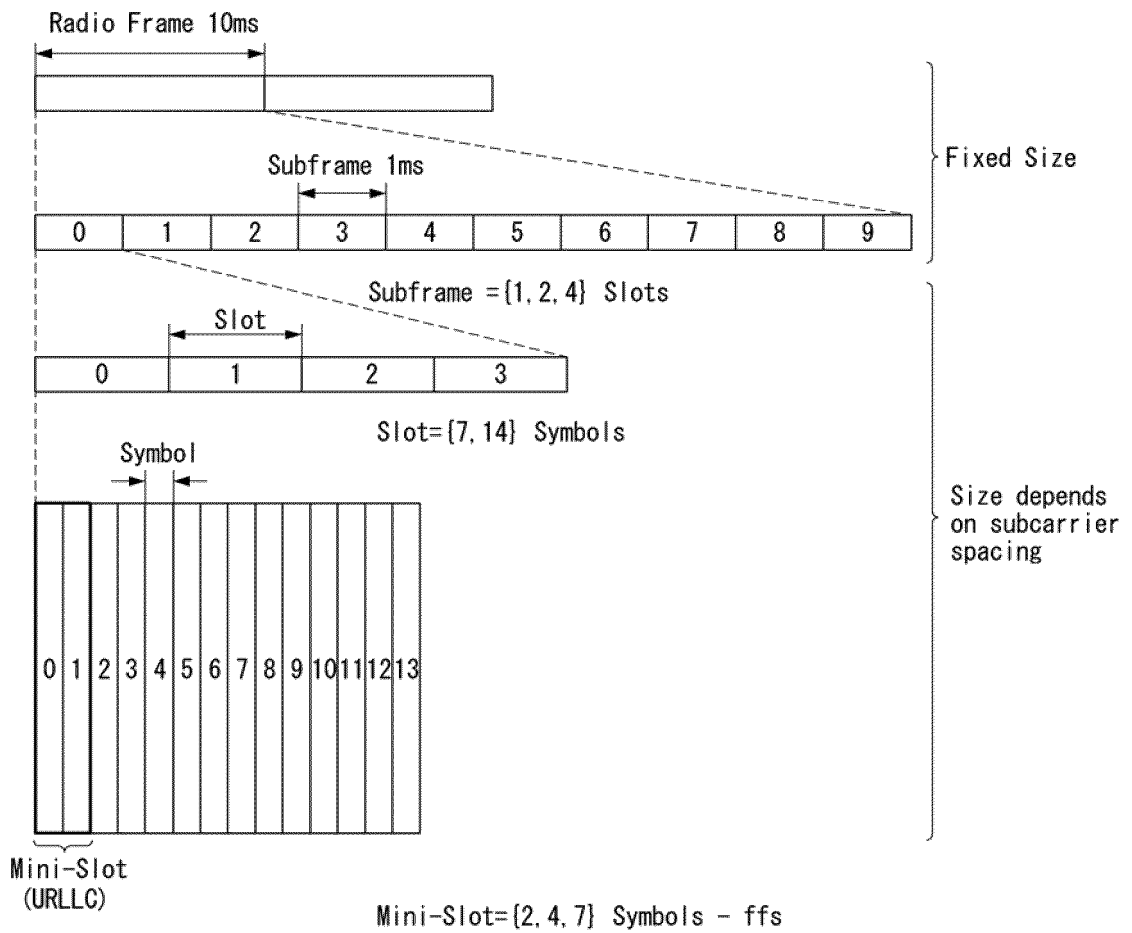 Radio Frame 10ms
Fixed Size
Subframe 1ms
0 1 2 3 4 5 6 7 8 9
Subframe ={1,2,4} Slots
Slot
0 1 2 3
Slot={7,14} Symbols
Symbol
Size depends
on subcarrier
spacing
0 1 2 3 4 5 6 7 8 9 10 11 12 13
Mini-Slot
(URLLC)
Mini-Slot={2,4,7} Symbols - ffs